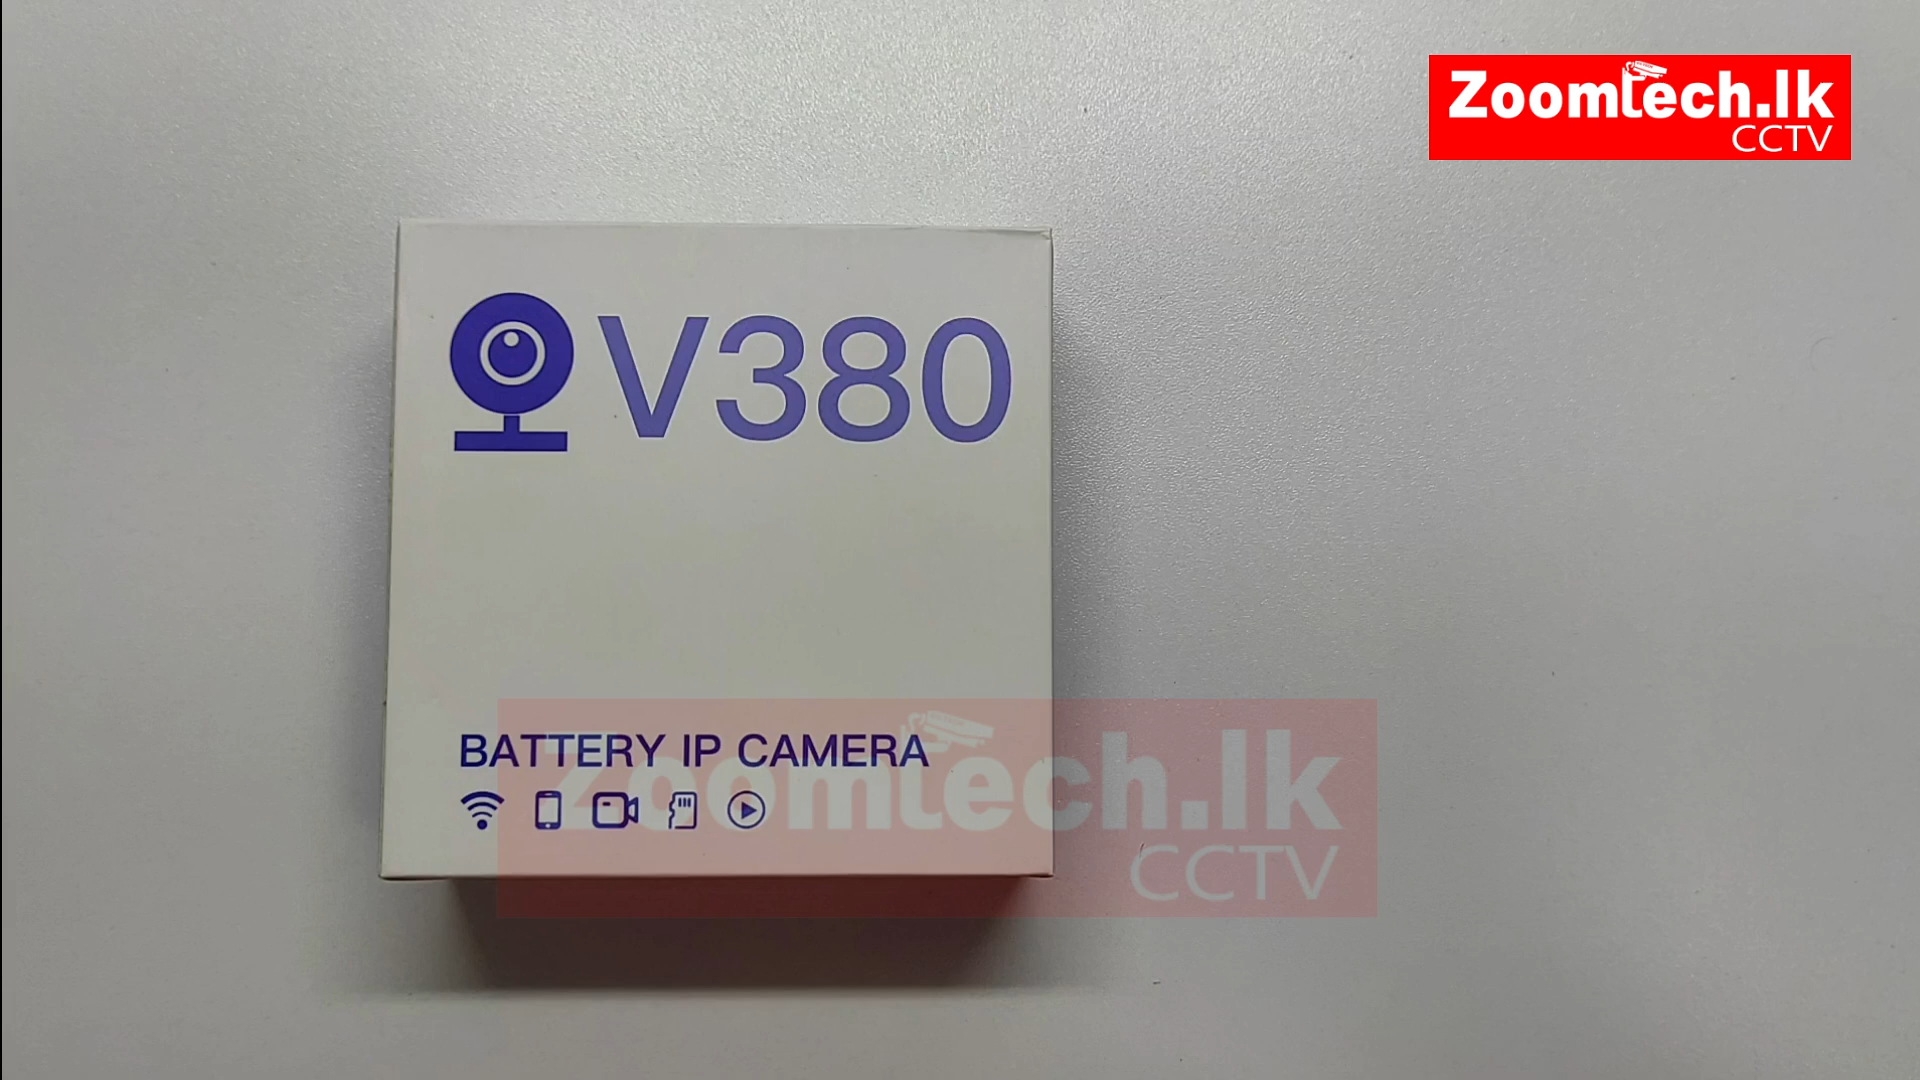 Zoomtech.lk
CCTV
V380
BATTERY IP CAMERA
Zoomtech.lk
CCTV